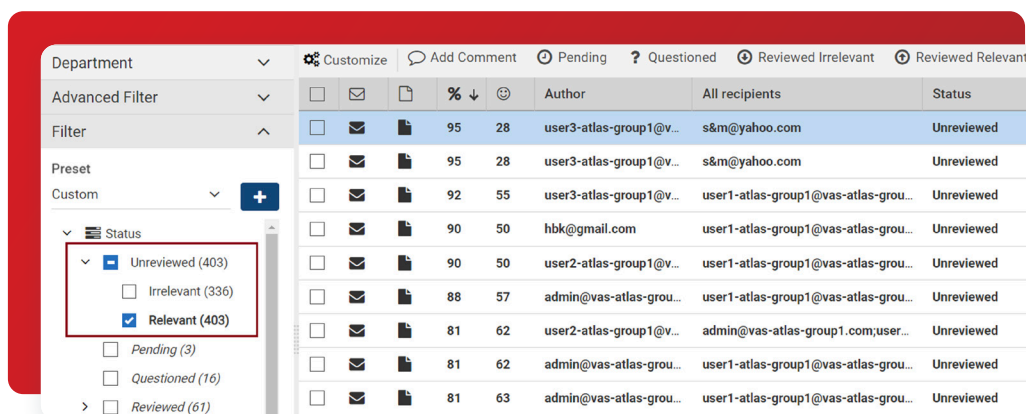 Department
Advanced Filter
Filter
Preset
Custom
Status
Unreviewed (403)
Irrelevant (336)
Relevant (403)
Pending (3)
Questioned (16)
Reviewed (61)
Customize Add Comment Pending ? Questioned Reviewed Irrelevant Reviewed Relevant
% Author All recipients Status
95 28 user3-atlas-group1@v... s&m@yahoo.com Unreviewed
95 28 user3-atlas-group1@v... s&m@yahoo.com Unreviewed
92 55 user3-atlas-group1@v... user1-atlas-group1@vas-atlas-grou... Unreviewed
90 50 hbk@gmail.com user1-atlas-group1@vas-atlas-grou... Unreviewed
90 50 user2-atlas-group1@v... user1-atlas-group1@vas-atlas-grou... Unreviewed
88 57 admin@vas-atlas-grou... user1-atlas-group1@vas-atlas-grou... Unreviewed
81 62 user2-atlas-group1@v... admin@vas-atlas-group1.com;user... Unreviewed
81 62 admin@vas-atlas-grou... user1-atlas-group1@vas-atlas-grou... Unreviewed
81 63 admin@vas-atlas-grou... user1-atlas-group1@vas-atlas-grou... Unreviewed